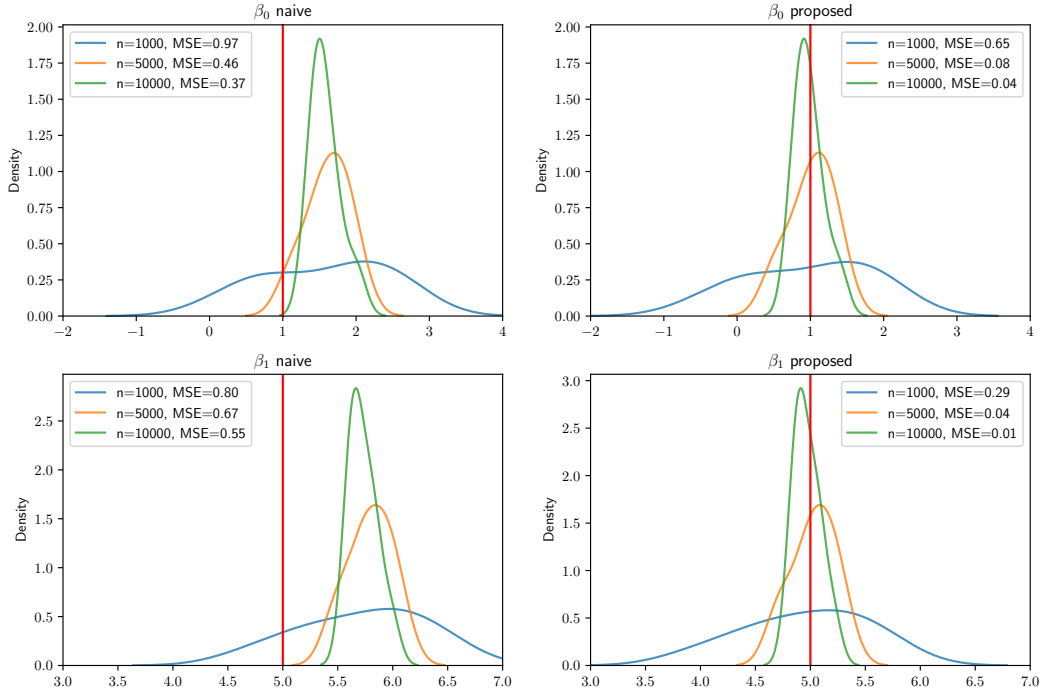 β₀ naive
2.00
1.75
1.50
1.25
1.00
0.75
0.50
0.25
0.00
Density
n=1000, MSE=0.97
n=5000, MSE=0.46
n=10000, MSE=0.37
−2 −1 0 1 2 3 4
β₀ proposed
2.00
1.75
1.50
1.25
1.00
0.75
0.50
0.25
0.00
Density
n=1000, MSE=0.65
n=5000, MSE=0.08
n=10000, MSE=0.04
−2 −1 0 1 2 3 4
β₁ naive
2.5
2.0
1.5
1.0
0.5
0.0
Density
n=1000, MSE=0.80
n=5000, MSE=0.67
n=10000, MSE=0.55
3.0 3.5 4.0 4.5 5.0 5.5 6.0 6.5 7.0
β₁ proposed
3.0
2.5
2.0
1.5
1.0
0.5
0.0
Density
n=1000, MSE=0.29
n=5000, MSE=0.04
n=10000, MSE=0.01
3.0 3.5 4.0 4.5 5.0 5.5 6.0 6.5 7.0